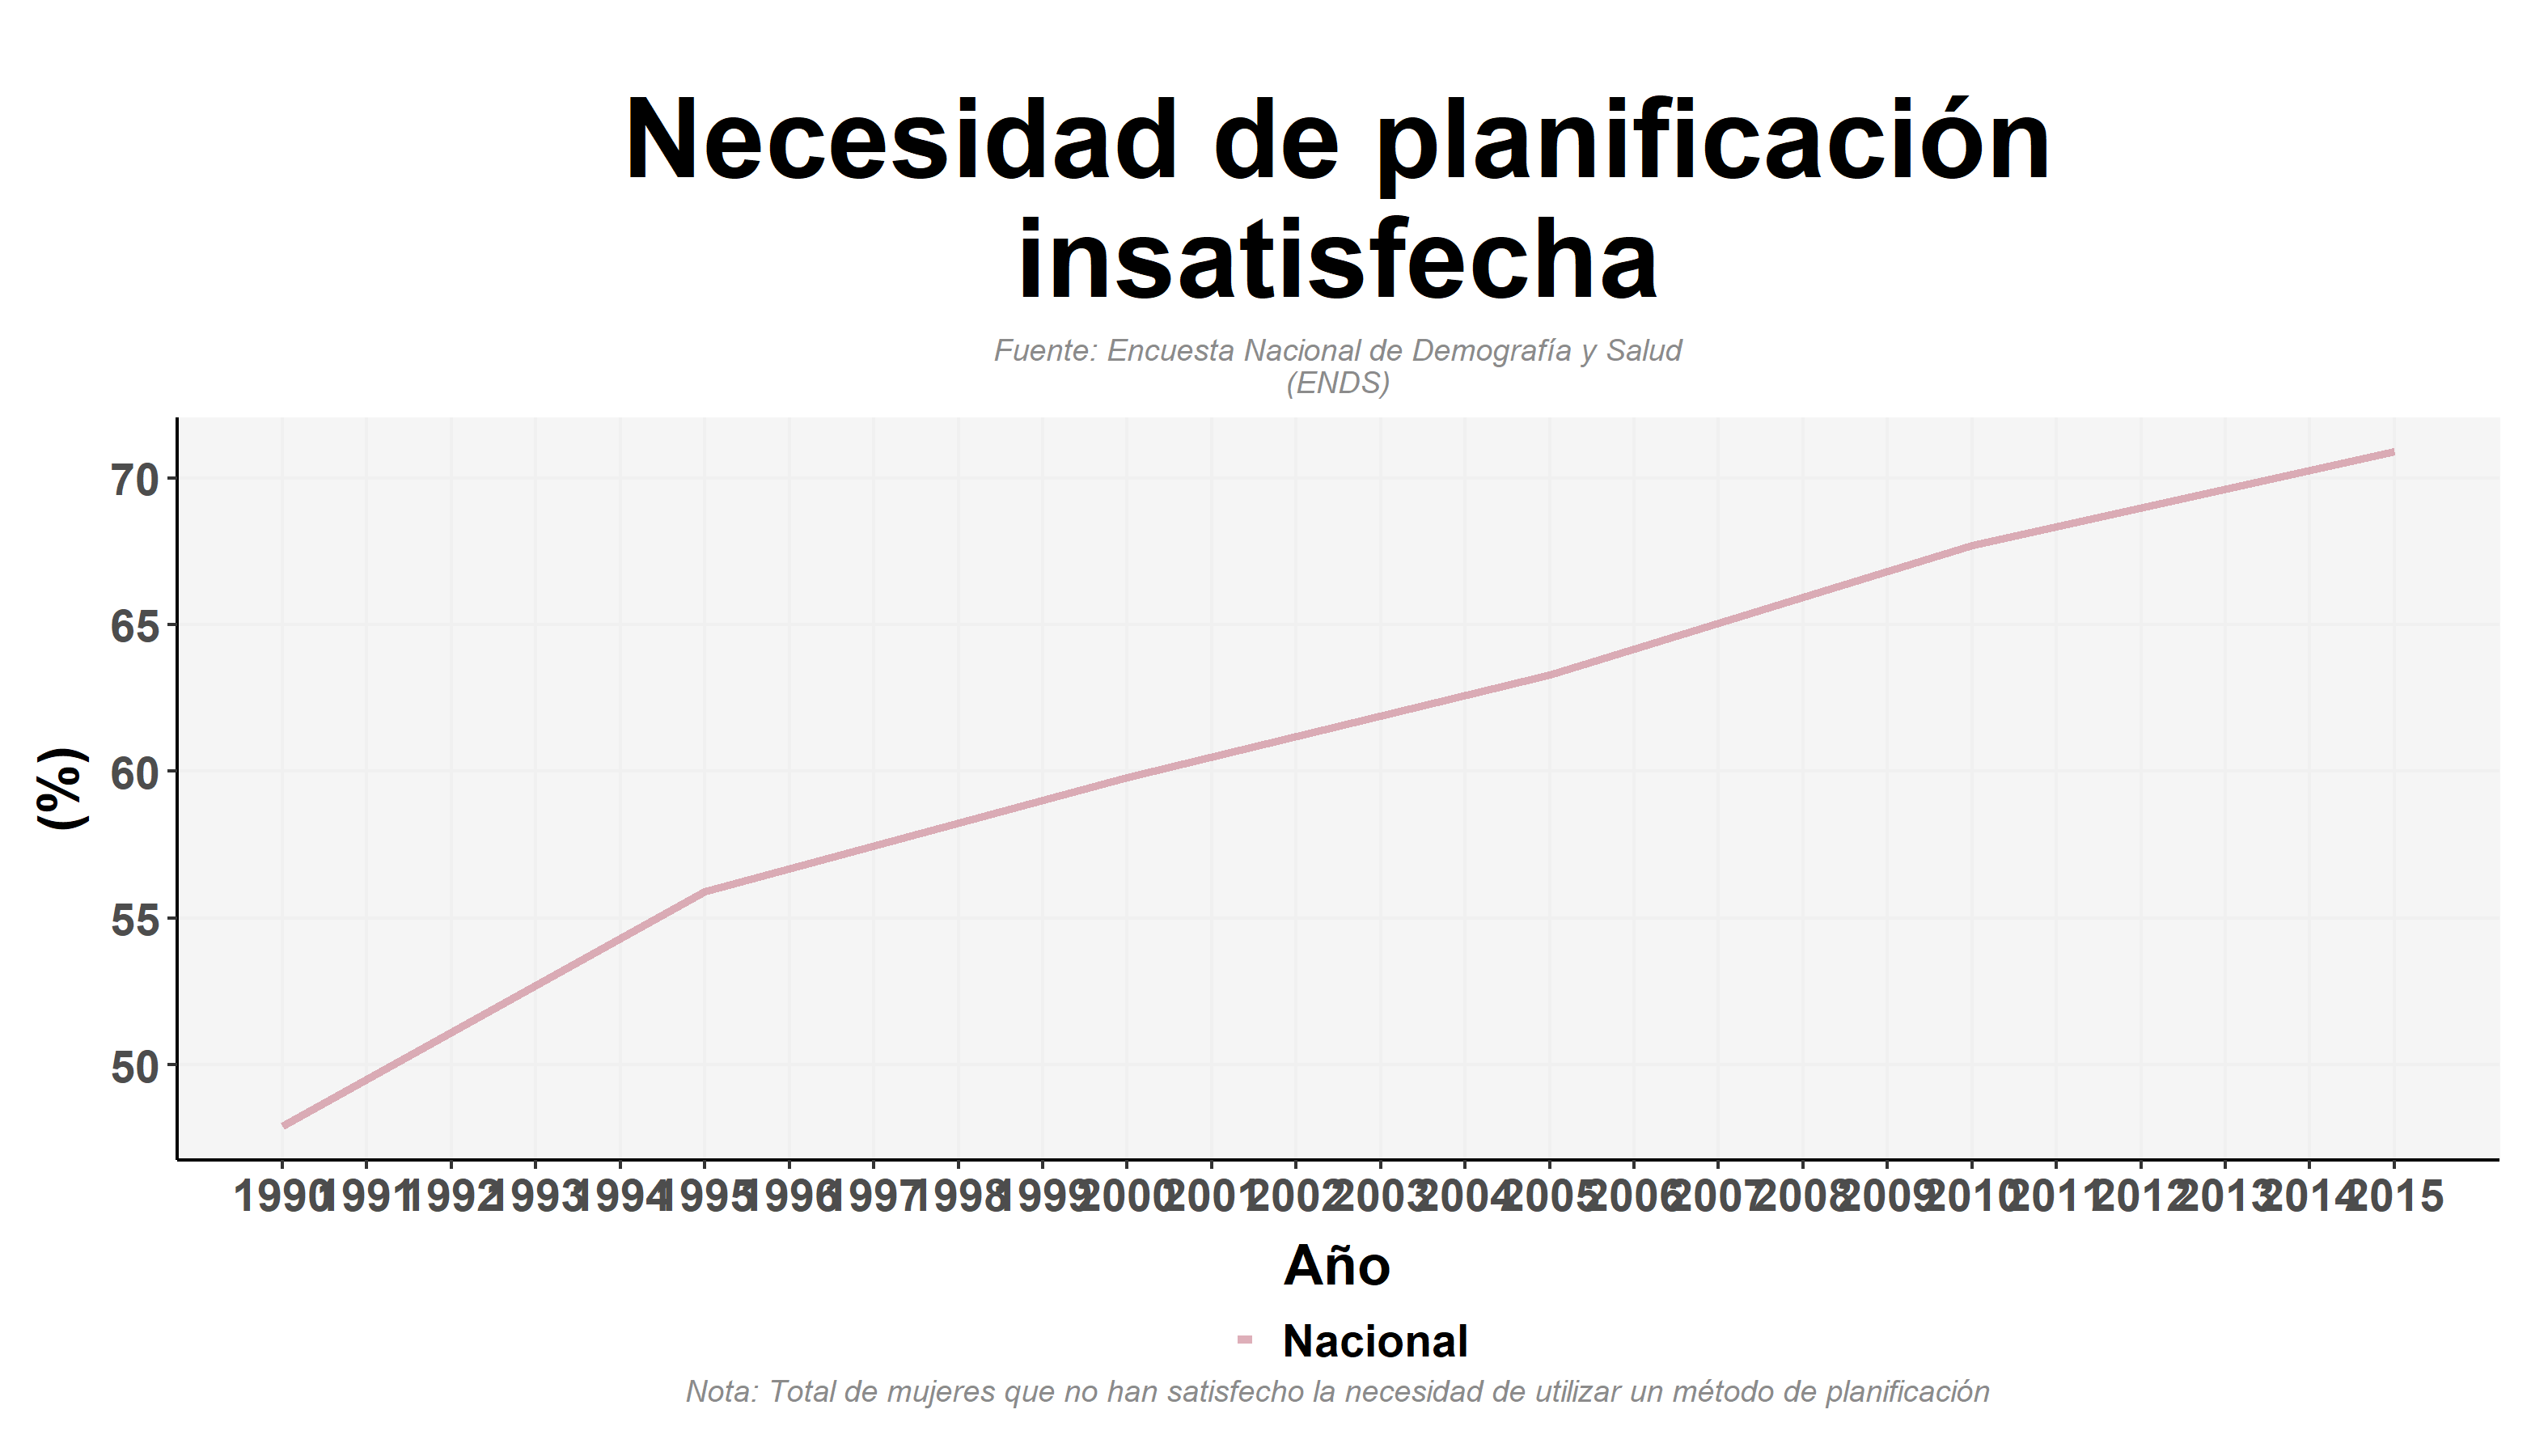 Necesidad de planificación
insatisfecha
Fuente: Encuesta Nacional de Demografía y Salud
(ENDS)
70
65
60
55
50
(%)
1990 1991 1992 1993 1994 1995 1996 1997 1998 1999 2000 2001 2002 2003 2004 2005 2006 2007 2008 2009 2010 2011 2012 2013 2014 2015
Año
Nacional
Nota: Total de mujeres que no han satisfecho la necesidad de utilizar un método de planificación